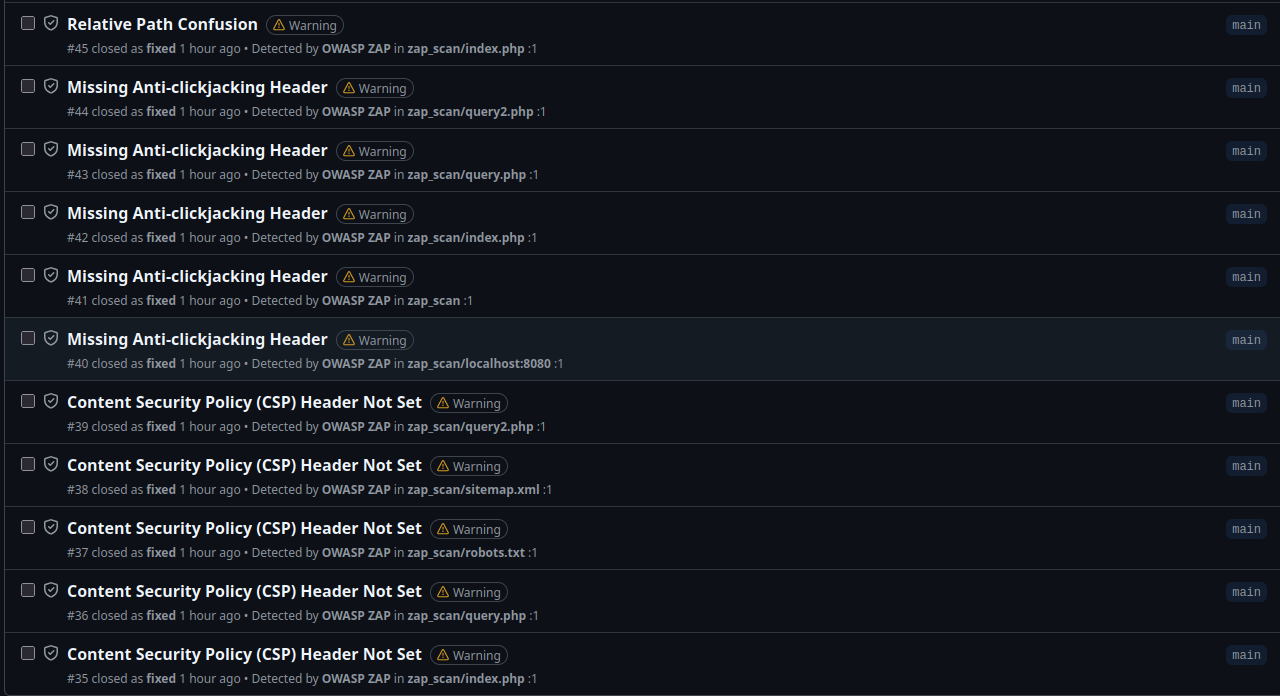 Relative Path Confusion Warning main
#45 closed as fixed 1 hour ago • Detected by OWASP ZAP in zap_scan/index.php :1
Missing Anti-clickjacking Header Warning main
#44 closed as fixed 1 hour ago • Detected by OWASP ZAP in zap_scan/query2.php :1
Missing Anti-clickjacking Header Warning main
#43 closed as fixed 1 hour ago • Detected by OWASP ZAP in zap_scan/query.php :1
Missing Anti-clickjacking Header Warning main
#42 closed as fixed 1 hour ago • Detected by OWASP ZAP in zap_scan/index.php :1
Missing Anti-clickjacking Header Warning main
#41 closed as fixed 1 hour ago • Detected by OWASP ZAP in zap_scan :1
Missing Anti-clickjacking Header Warning main
#40 closed as fixed 1 hour ago • Detected by OWASP ZAP in zap_scan/localhost:8080 :1
Content Security Policy (CSP) Header Not Set Warning main
#39 closed as fixed 1 hour ago • Detected by OWASP ZAP in zap_scan/query2.php :1
Content Security Policy (CSP) Header Not Set Warning main
#38 closed as fixed 1 hour ago • Detected by OWASP ZAP in zap_scan/sitemap.xml :1
Content Security Policy (CSP) Header Not Set Warning main
#37 closed as fixed 1 hour ago • Detected by OWASP ZAP in zap_scan/robots.txt :1
Content Security Policy (CSP) Header Not Set Warning main
#36 closed as fixed 1 hour ago • Detected by OWASP ZAP in zap_scan/query.php :1
Content Security Policy (CSP) Header Not Set Warning main
#35 closed as fixed 1 hour ago • Detected by OWASP ZAP in zap_scan/index.php :1